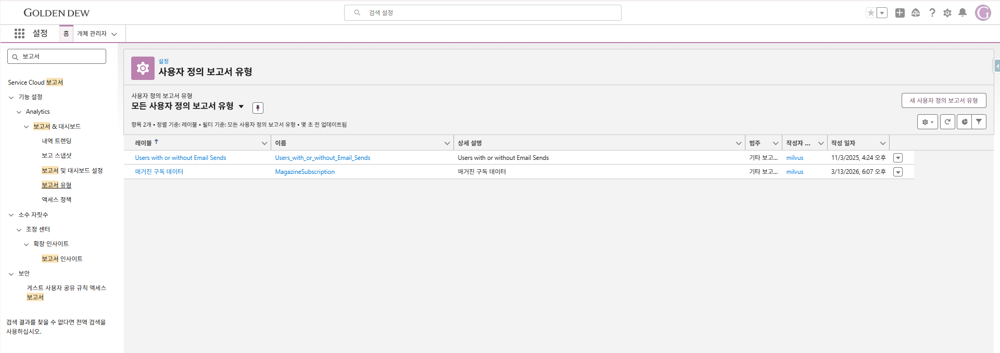 GOLDEN DEW
검색 설정
설정
홈
개체 관리자
보고서
Service Cloud 보고서
기능 설정
Analytics
보고서 & 대시보드
내역 트렌딩
보고 스냅샷
보고서 및 대시보드 설정
보고서 유형
액세스 정책
소수 자릿수
조정 센터
확장 인사이트
보고서 인사이트
보안
게스트 사용자 공유 규칙 액세스
보고서
검색 결과를 찾을 수 없다면 전역 검색을
사용하십시오.
설정
사용자 정의 보고서 유형
사용자 정의 보고서 유형
모든 사용자 정의 보고서 유형
새 사용자 정의 보고서 유형
항목 2개 • 정렬 기준: 레이블 • 필터 기준: 모든 사용자 정의 보고서 유형 • 몇 초 전 업데이트됨
레이블 ↑ 이름 상세 설명 범주 작성자 ... 작성 일자
Users with or without Email Sends Users_with_or_without_Email_Sends Users with or without Email Sends 기타 보고... milvus 11/3/2025, 4:24 오후
매거진 구독 데이터 MagazineSubscription 매거진 구독 데이터 기타 보고... milvus 3/13/2026, 6:07 오후